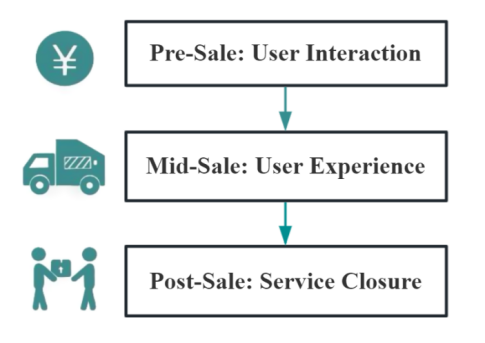 ¥
Pre-Sale: User Interaction
Mid-Sale: User Experience
Post-Sale: Service Closure